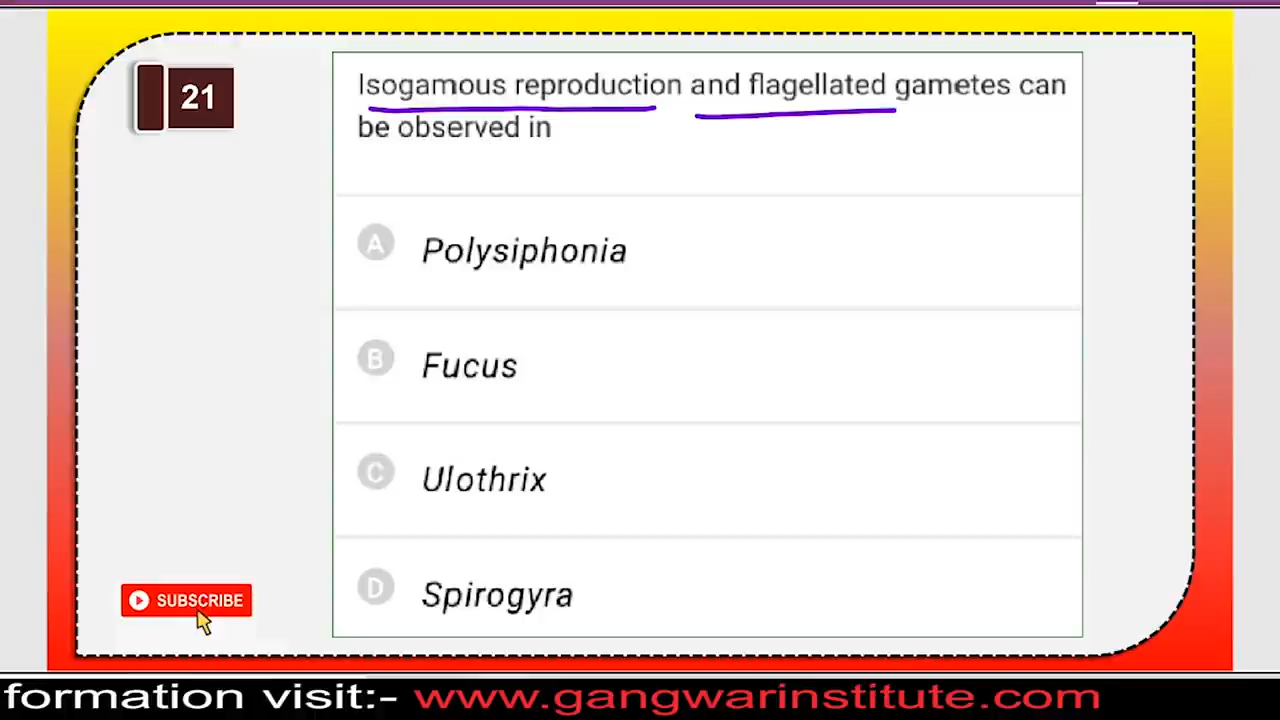 21
Isogamous reproduction and flagellated gametes can
be observed in
A
Polysiphonia
B
Fucus
C
Ulothrix
D
Spirogyra
SUBSCRIBE
formation visit:- www.gangwarinstitute.com